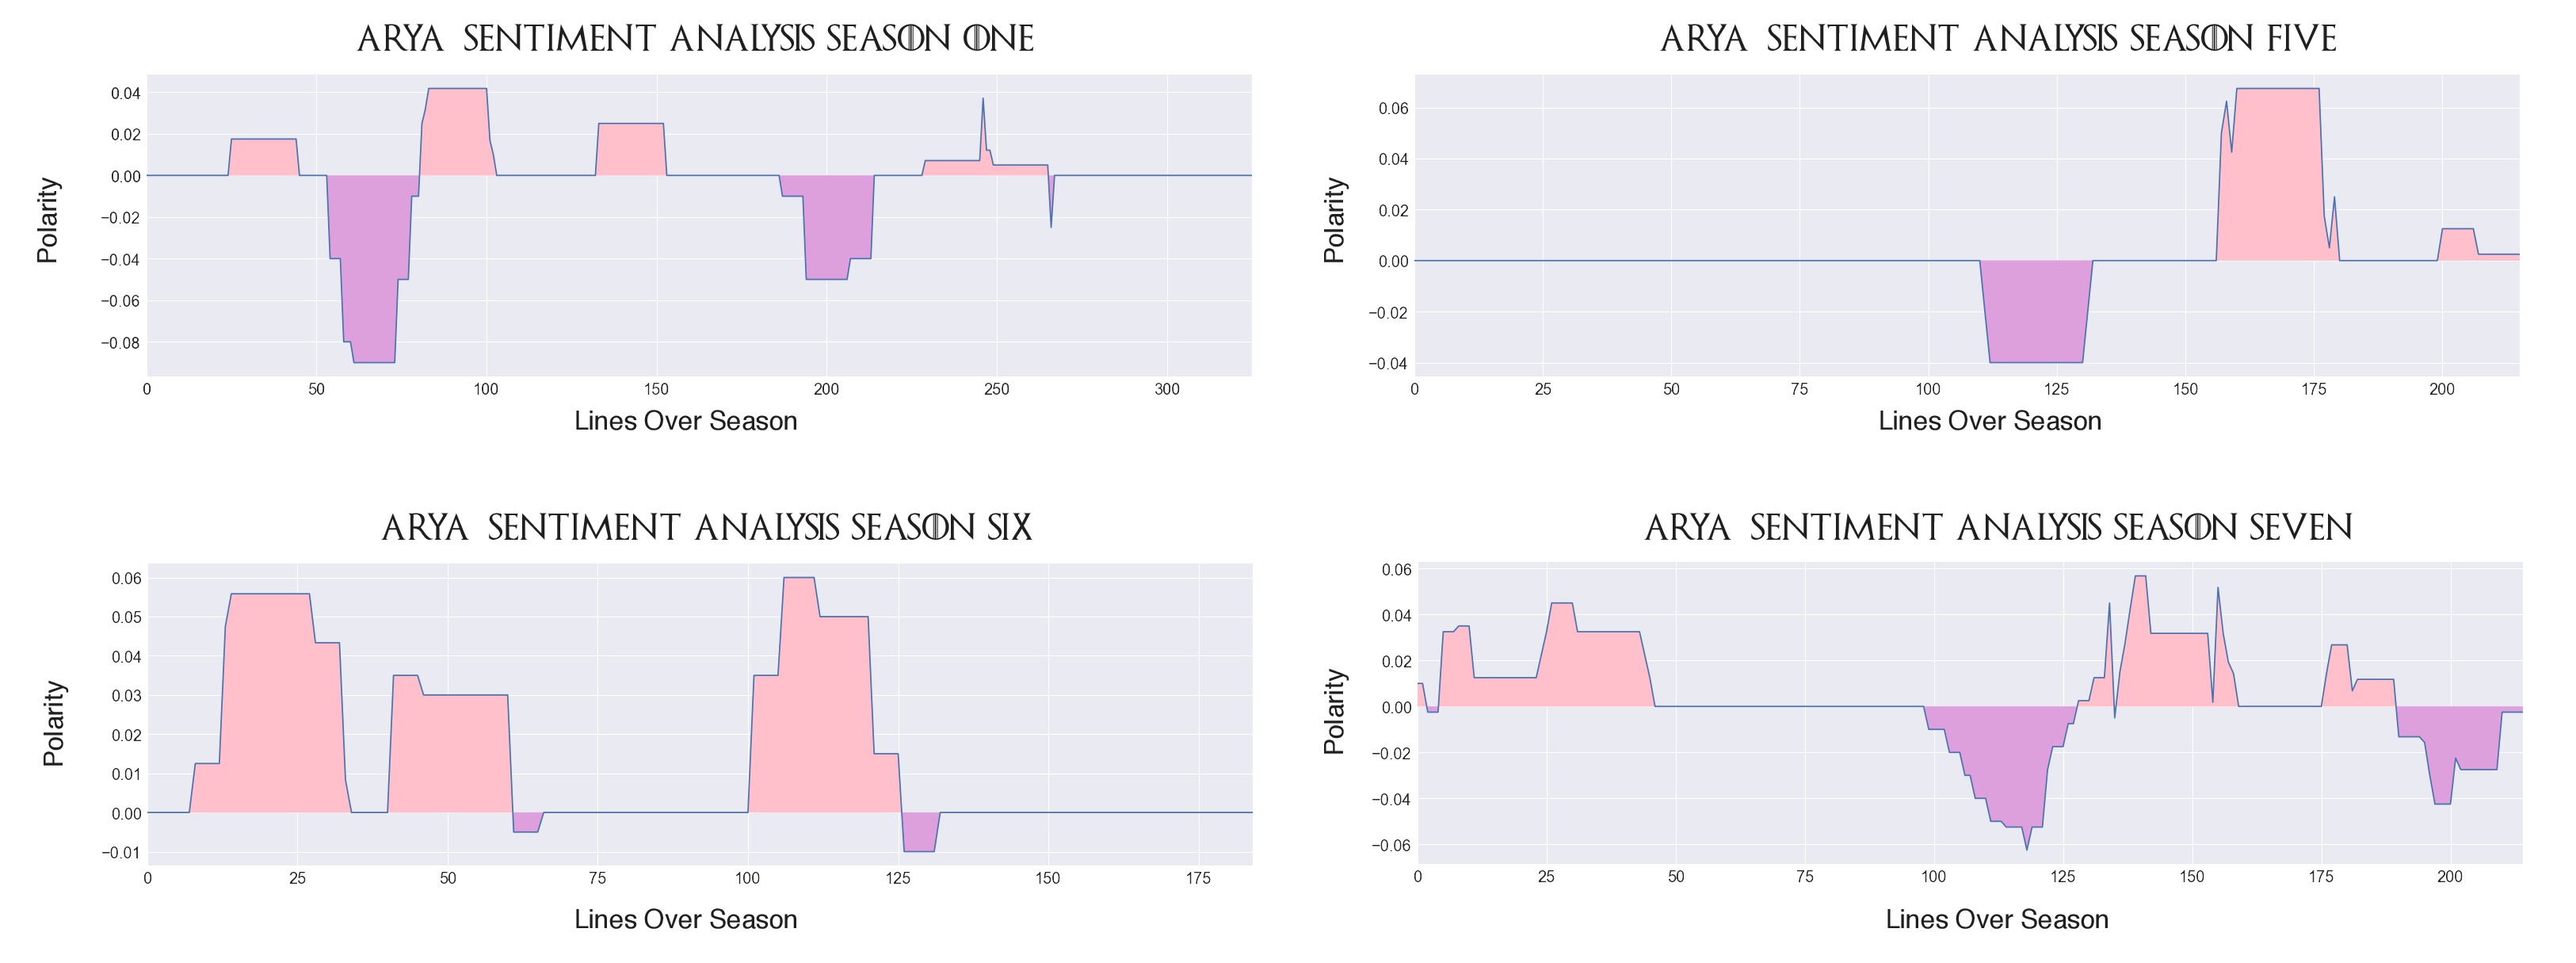 ARYA SENTIMENT ANALYSIS SEASON ONE
Polarity
0.04
0.02
0.00
−0.02
−0.04
−0.06
−0.08
0 50 100 150 200 250 300
Lines Over Season
ARYA SENTIMENT ANALYSIS SEASON FIVE
Polarity
0.06
0.04
0.02
0.00
−0.02
−0.04
0 25 50 75 100 125 150 175 200
Lines Over Season
ARYA SENTIMENT ANALYSIS SEASON SIX
Polarity
0.06
0.05
0.04
0.03
0.02
0.01
0.00
−0.01
0 25 50 75 100 125 150 175
Lines Over Season
ARYA SENTIMENT ANALYSIS SEASON SEVEN
Polarity
0.06
0.04
0.02
0.00
−0.02
−0.04
−0.06
0 25 50 75 100 125 150 175 200
Lines Over Season